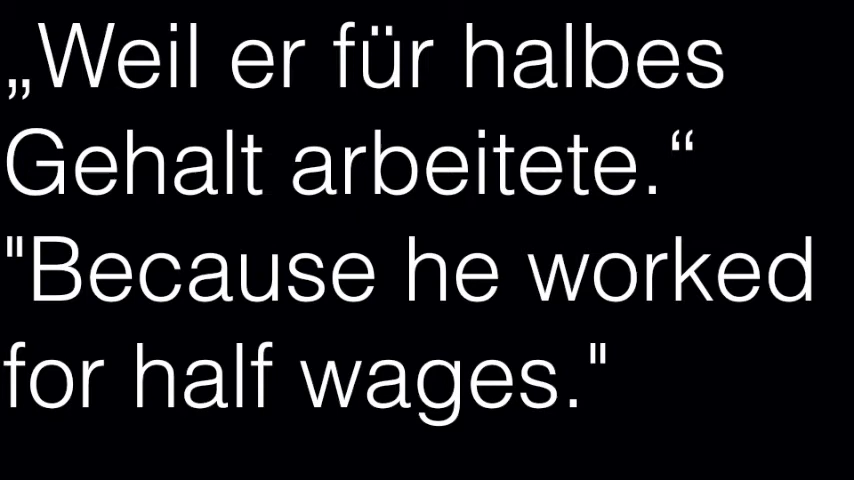 „Weil er für halbes
Gehalt arbeitete.“
"Because he worked
for half wages."